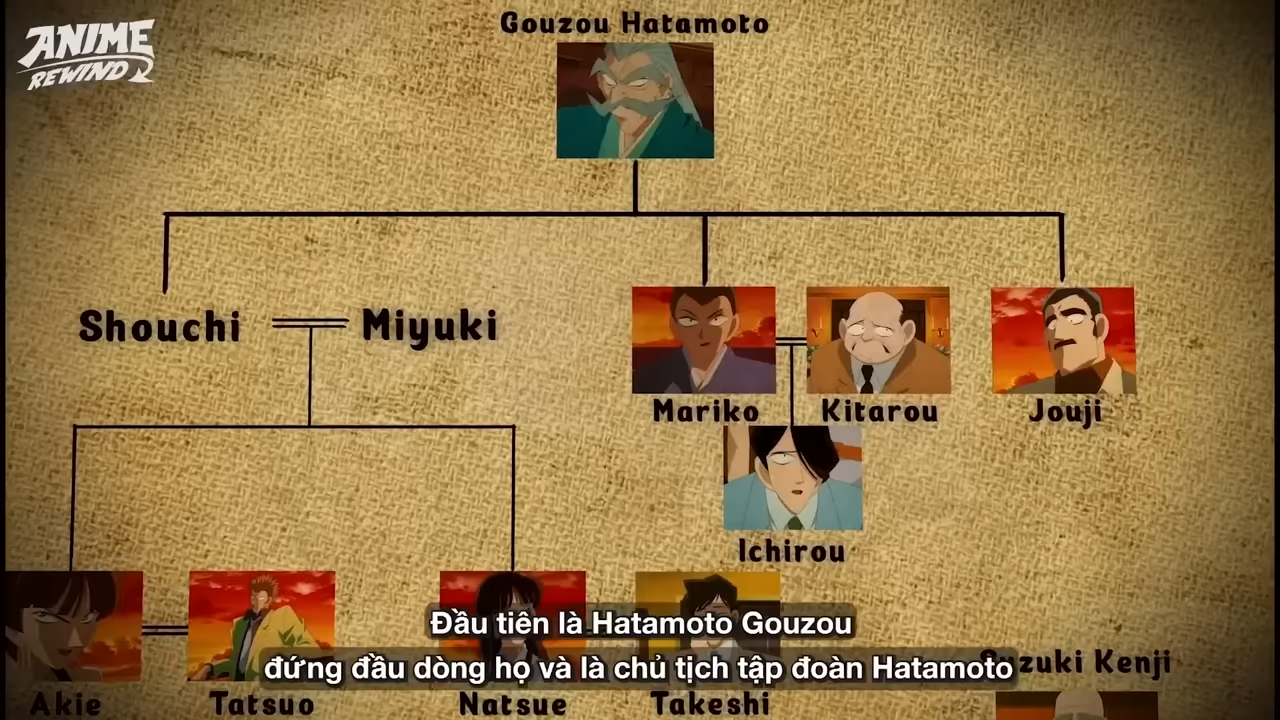 Gouzou Hatamoto
ANIME
REWIND
Shouchi
Miyuki
Mariko
Kitarou
Jouji
Ichirou
Đầu tiên là Hatamoto Gouzou
đứng đầu dòng họ và là chủ tịch tập đoàn Hatamoto
Kenji
Akie
Tatsuo
Natsue
Takeshi